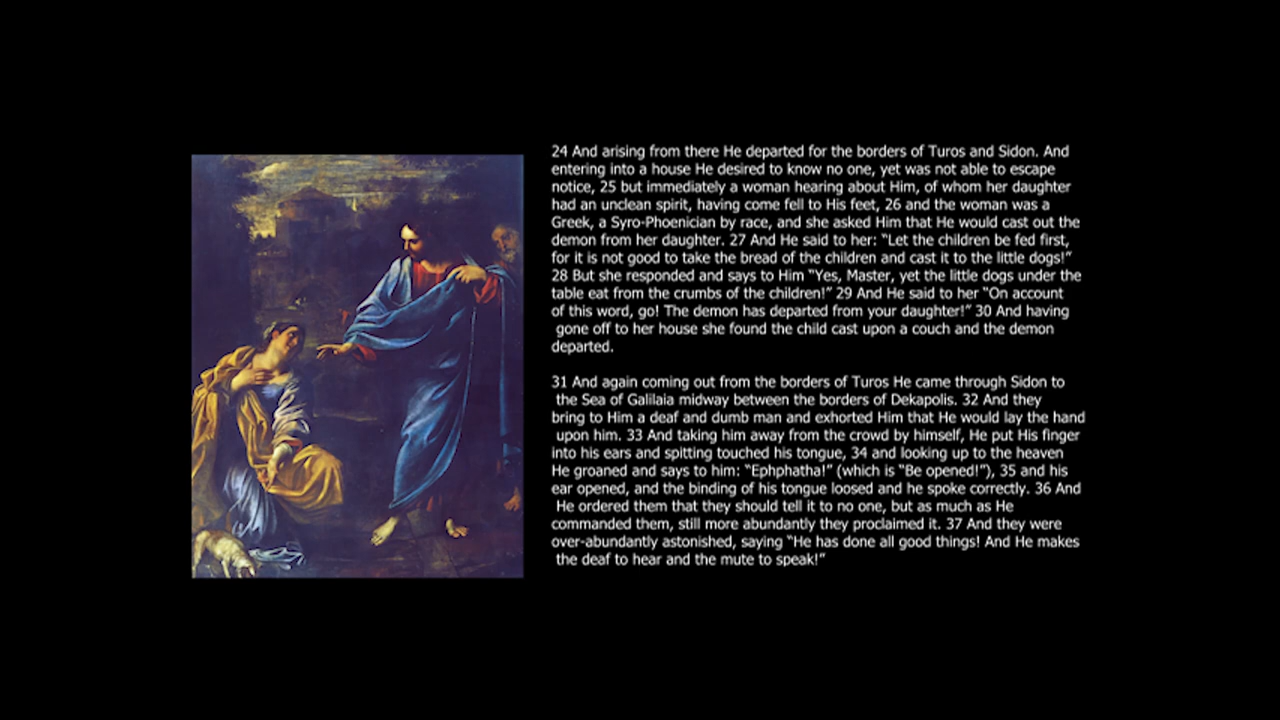 24 And arising from there He departed for the borders of Turos and Sidon. And
entering into a house He desired to know no one, yet was not able to escape
notice, 25 but immediately a woman hearing about Him, of whom her daughter
had an unclean spirit, having come fell to His feet, 26 and the woman was a
Greek, a Syro-Phoenician by race, and she asked Him that He would cast out the
demon from her daughter. 27 And He said to her: “Let the children be fed first,
for it is not good to take the bread of the children and cast it to the little dogs!”
28 But she responded and says to Him “Yes, Master, yet the little dogs under the
table eat from the crumbs of the children!” 29 And He said to her “On account
of this word, go! The demon has departed from your daughter!” 30 And having
gone off to her house she found the child cast upon a couch and the demon
departed.
31 And again coming out from the borders of Turos He came through Sidon to
the Sea of Galilaia midway between the borders of Dekapolis. 32 And they
bring to Him a deaf and dumb man and exhorted Him that He would lay the hand
upon him. 33 And taking him away from the crowd by himself, He put His finger
into his ears and spitting touched his tongue, 34 and looking up to the heaven
He groaned and says to him: “Ephphatha!” (which is “Be opened!”), 35 and his
ear opened, and the binding of his tongue loosed and he spoke correctly. 36 And
He ordered them that they should tell it to no one, but as much as He
commanded them, still more abundantly they proclaimed it. 37 And they were
over-abundantly astonished, saying “He has done all good things! And He makes
the deaf to hear and the mute to speak!”